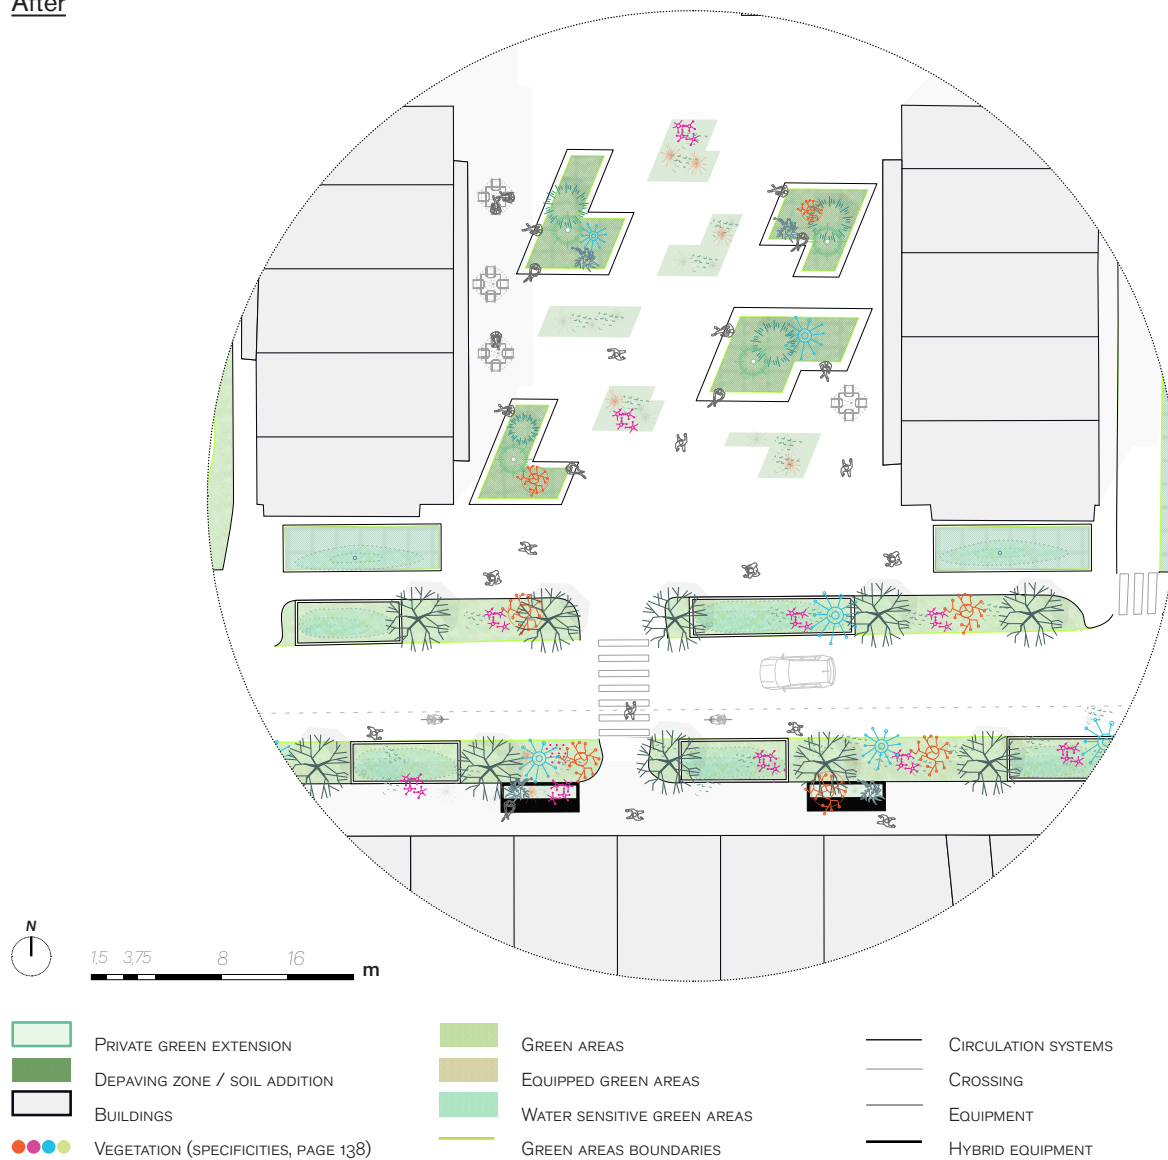 After
N
1,5 3,75 8 16 m
Private green extension
Depaving zone / soil addition
Buildings
Vegetation (specificities, page 138)
Green areas
Equipped green areas
Water sensitive green areas
Green areas boundaries
Circulation systems
Crossing
Equipment
Hybrid equipment